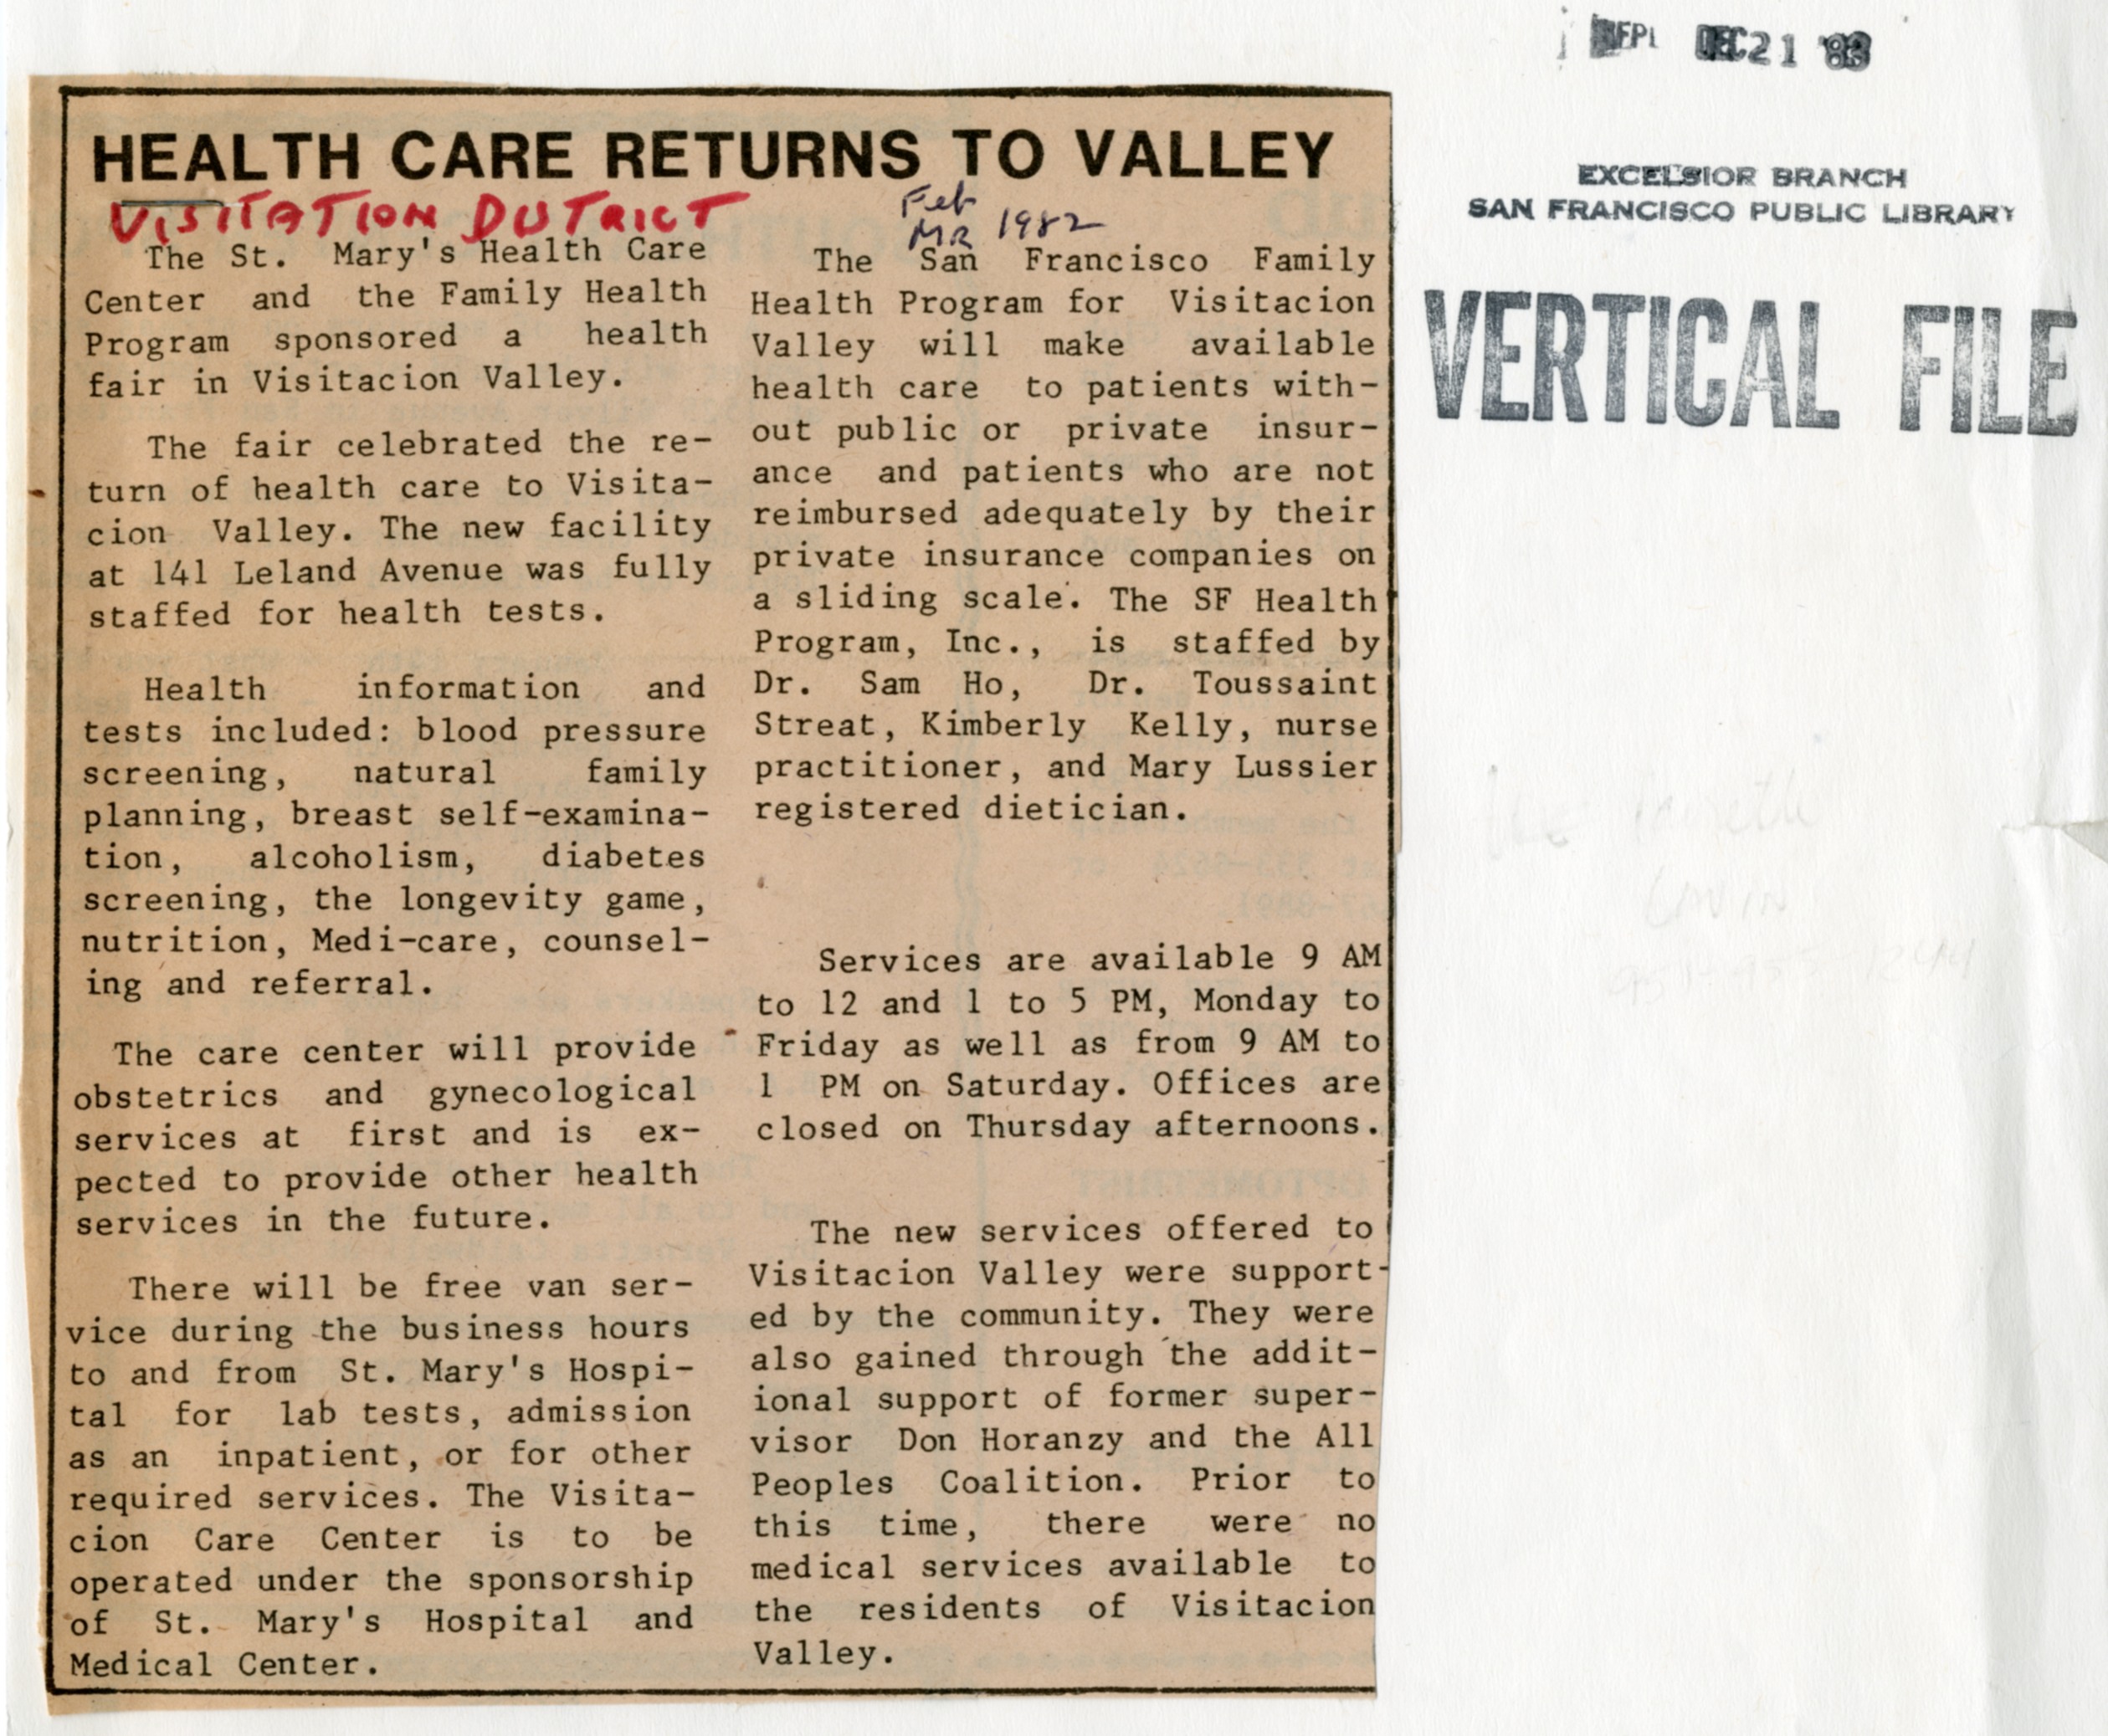 SFPL DEC 21 '83
EXCELSIOR BRANCH
SAN FRANCISCO PUBLIC LIBRARY
VERTICAL FILE
HEALTH CARE RETURNS TO VALLEY
VISITATION DISTRICT
Feb
MR 1982
The St. Mary's Health Care
Center and the Family Health
Program sponsored a health
fair in Visitacion Valley.
The fair celebrated the re-
turn of health care to Visita-
cion Valley. The new facility
at 141 Leland Avenue was fully
staffed for health tests.
Health information and
tests included: blood pressure
screening, natural family
planning, breast self-examina-
tion, alcoholism, diabetes
screening, the longevity game,
nutrition, Medi-care, counsel-
ing and referral.
The care center will provide
obstetrics and gynecological
services at first and is ex-
pected to provide other health
services in the future.
There will be free van ser-
vice during the business hours
to and from St. Mary's Hospi-
tal for lab tests, admission
as an inpatient, or for other
required services. The Visita-
cion Care Center is to be
operated under the sponsorship
of St. Mary's Hospital and
Medical Center.
The San Francisco Family
Health Program for Visitacion
Valley will make available
health care to patients with-
out public or private insur-
ance and patients who are not
reimbursed adequately by their
private insurance companies on
a sliding scale. The SF Health
Program, Inc., is staffed by
Dr. Sam Ho, Dr. Toussaint
Streat, Kimberly Kelly, nurse
practitioner, and Mary Lussier
registered dietician.
Services are available 9 AM
to 12 and 1 to 5 PM, Monday to
Friday as well as from 9 AM to
1 PM on Saturday. Offices are
closed on Thursday afternoons.
The new services offered to
Visitacion Valley were support-
ed by the community. They were
also gained through the addit-
ional support of former super-
visor Don Horanzy and the All
Peoples Coalition. Prior to
this time, there were no
medical services available to
the residents of Visitacion
Valley.